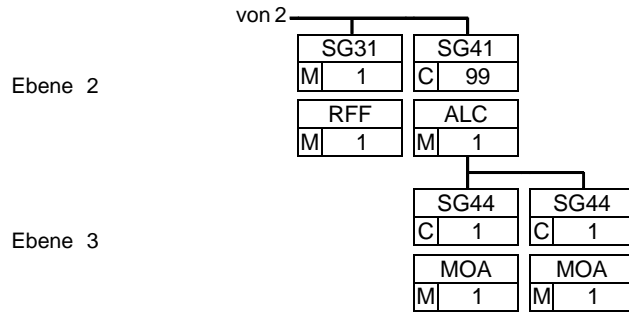 von 2
SG31 SG41
M 1 C 99
Ebene 2
RFF ALC
M 1 M 1
SG44 SG44
C 1 C 1
Ebene 3
MOA MOA
M 1 M 1